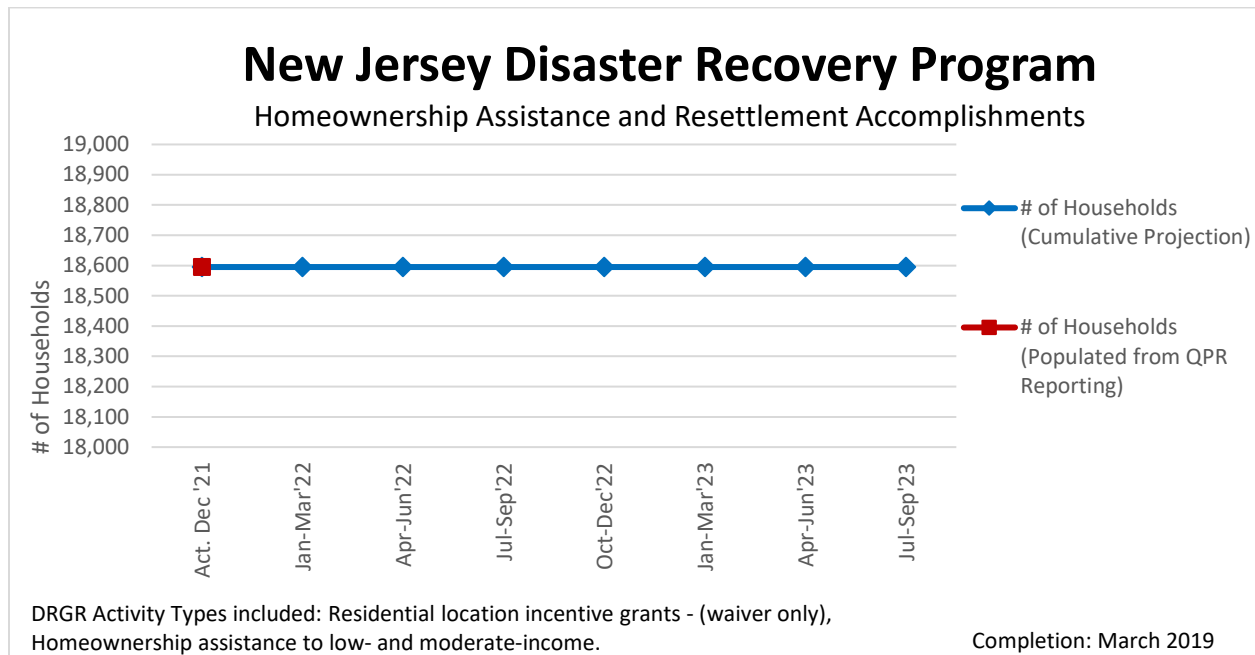 New Jersey Disaster Recovery Program
Homeownership Assistance and Resettlement Accomplishments
# of Households
19,000
18,900
18,800
18,700
18,600
18,500
18,400
18,300
18,200
18,100
18,000
Act. Dec '21
Jan-Mar'22
Apr-Jun'22
Jul-Sep'22
Oct-Dec'22
Jan-Mar'23
Apr-Jun'23
Jul-Sep'23
# of Households
(Cumulative Projection)
# of Households
(Populated from QPR
Reporting)
DRGR Activity Types included: Residential location incentive grants - (waiver only),
Homeownership assistance to low- and moderate-income.
Completion: March 2019